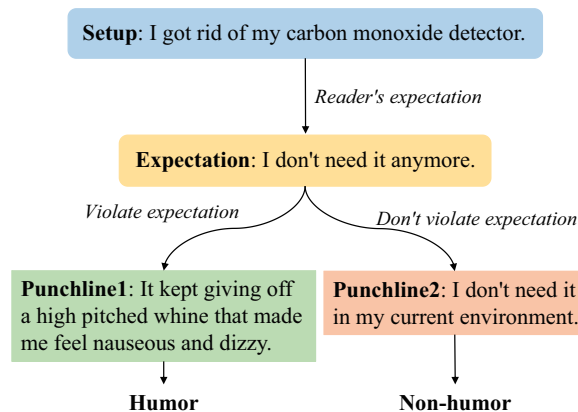 Setup: I got rid of my carbon monoxide detector.
Reader's expectation
Expectation: I don't need it anymore.
Violate expectation
Don't violate expectation
Punchline1: It kept giving off
a high pitched whine that made
me feel nauseous and dizzy.
Punchline2: I don't need it
in my current environment.
Humor
Non-humor